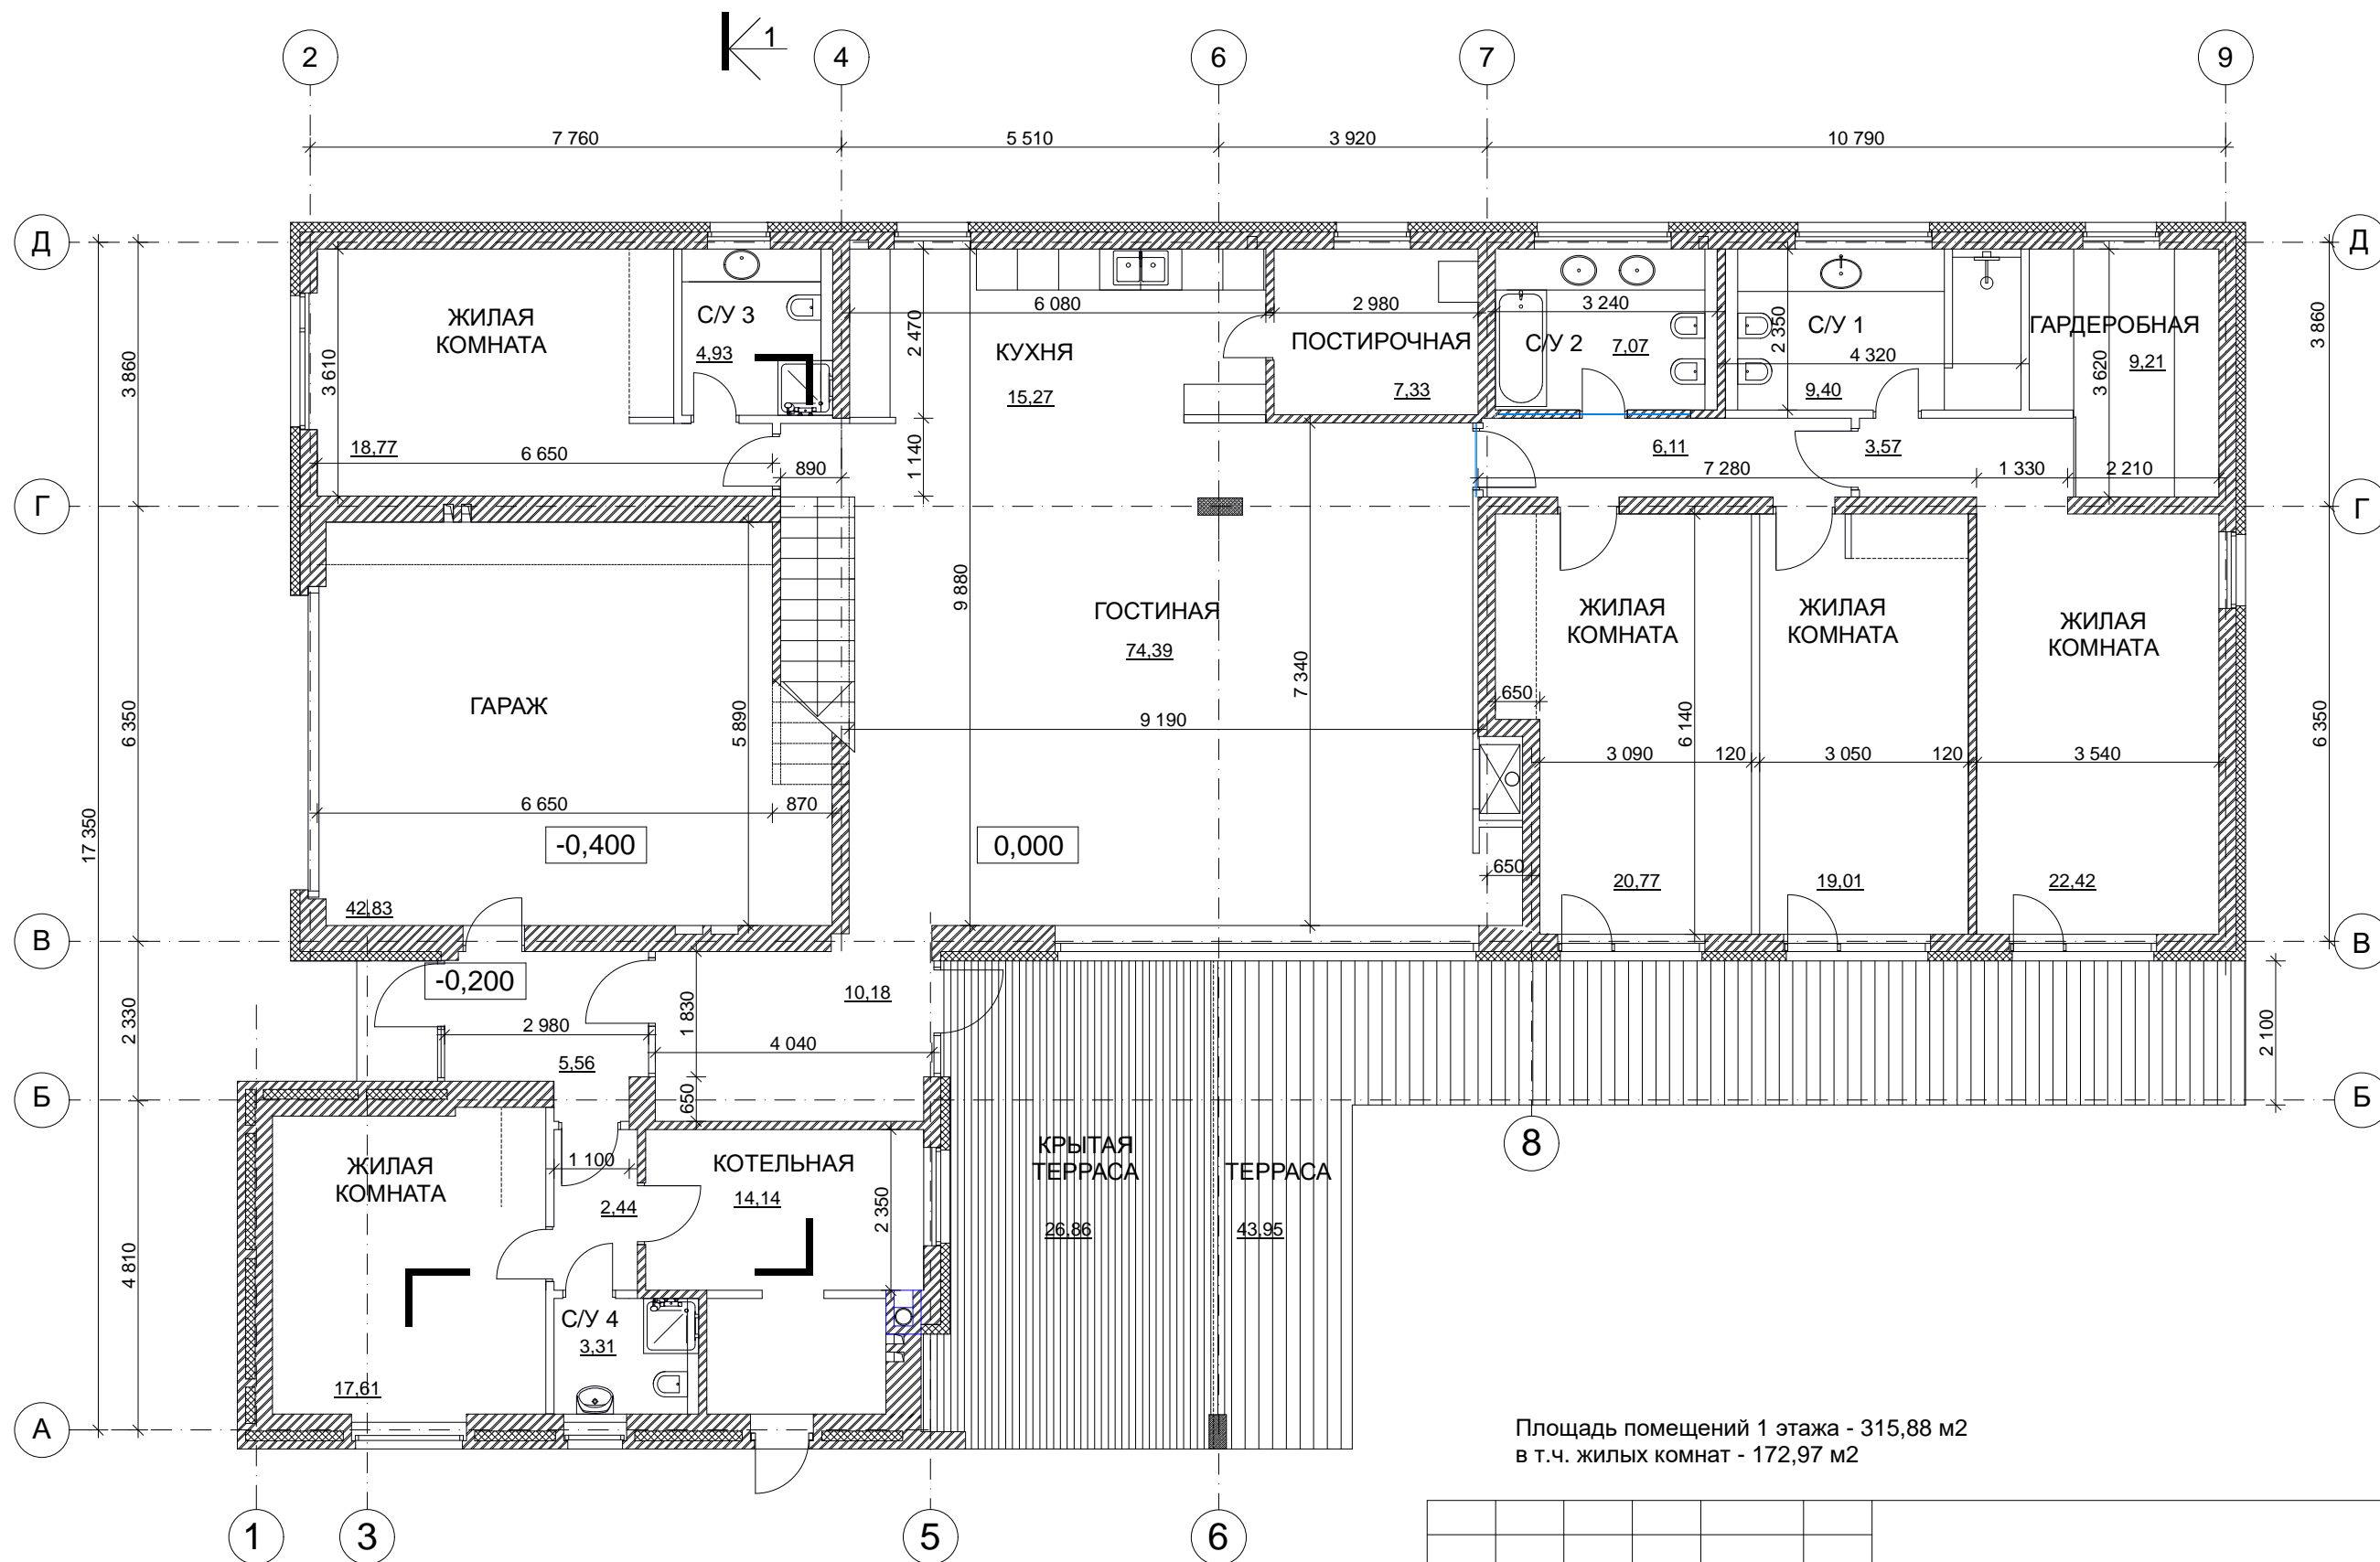 1
2
4
6
7
9
7 760
5 510
3 920
10 790
Д
Д
ЖИЛАЯ
КОМНАТА
С/У 3
4,93
6 080
2 980
3 240
2 470
КУХНЯ
15,27
ПОСТИРОЧНАЯ
7,33
С/У 2
7,07
2 350
С/У 1
4 320
9,40
ГАРДЕРОБНАЯ
9,21
3 620
3 860
3 860
3 610
18,77
6 650
890
1 140
6,11
3,57
7 280
1 330
2 210
Г
Г
9 880
ГОСТИНАЯ
74,39
7 340
9 190
ЖИЛАЯ
КОМНАТА
ЖИЛАЯ
КОМНАТА
ЖИЛАЯ
КОМНАТА
ГАРАЖ
5 890
6 350
6 350
650
6 140
3 090
120
3 050
120
3 540
6 650
870
17 350
-0,400
0,000
650
42,83
20,77
19,01
22,42
В
В
-0,200
10,18
2 330
2 980
1 830
4 040
5,56
650
2 100
Б
Б
8
ЖИЛАЯ
КОМНАТА
1 100
КОТЕЛЬНАЯ
14,14
2,44
2 350
КРЫТАЯ
ТЕРРАСА
26,86
ТЕРРАСА
43,95
4 810
С/У 4
3,31
17,61
А
Площадь помещений 1 этажа - 315,88 м2
в т.ч. жилых комнат - 172,97 м2
1
3
5
6